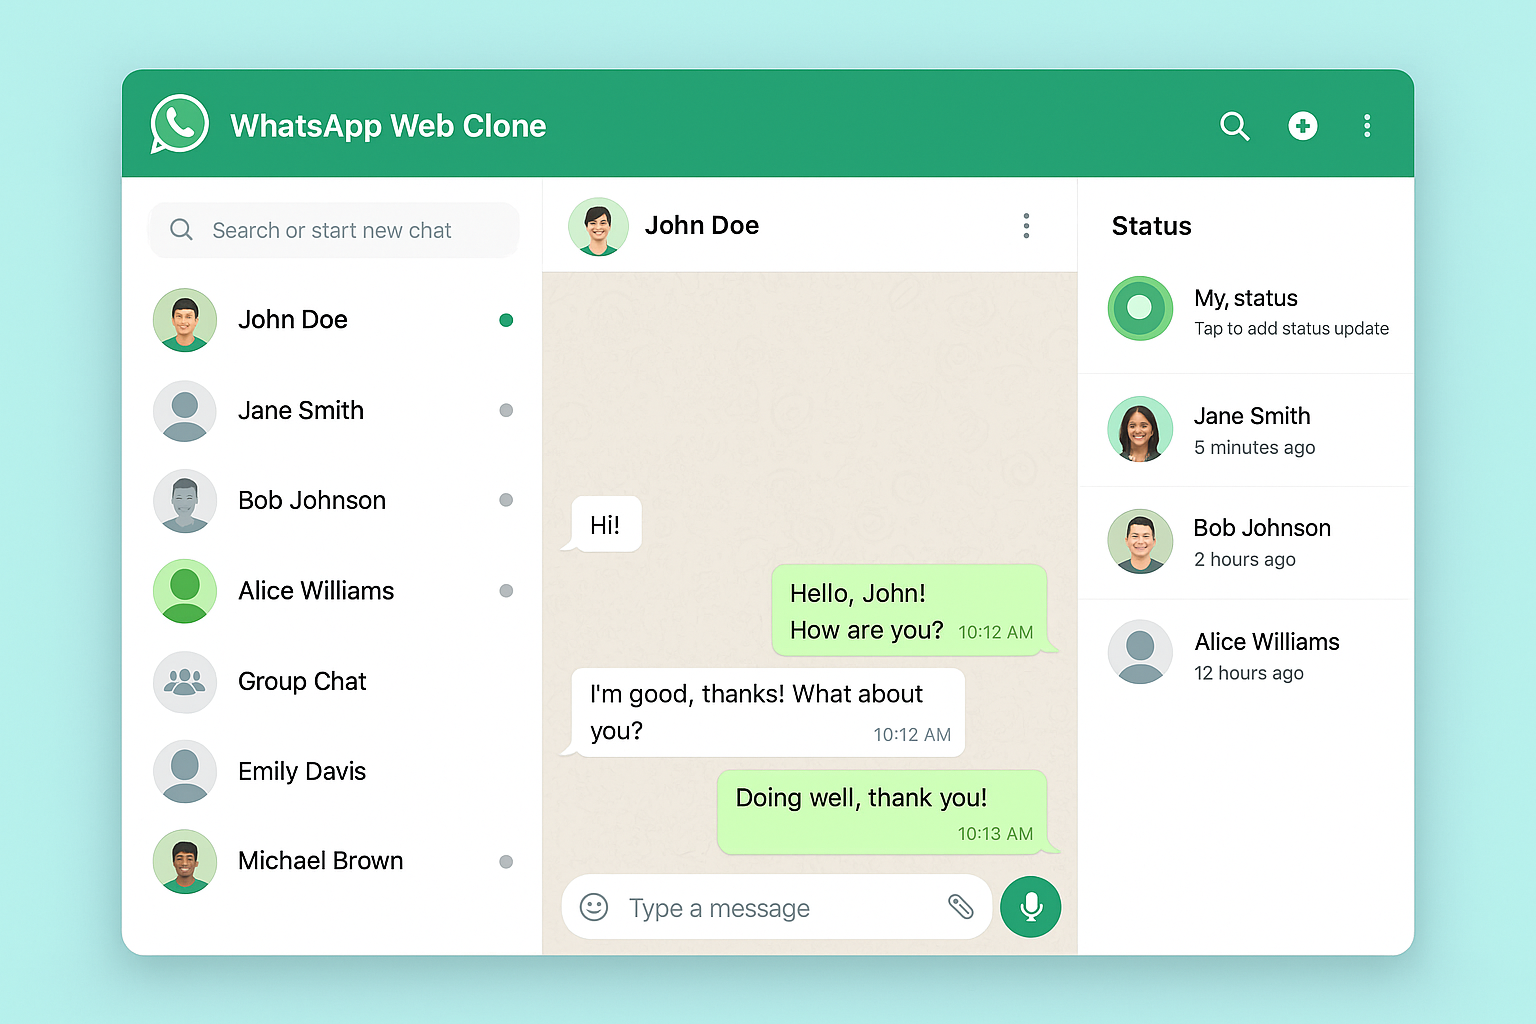 WhatsApp Web Clone
Search or start new chat
John Doe
Jane Smith
Bob Johnson
Alice Williams
Group Chat
Emily Davis
Michael Brown
John Doe
Hi!
Hello, John!
How are you? 10:12 AM
I'm good, thanks! What about
you? 10:12 AM
Doing well, thank you!
10:13 AM
Type a message
Status
My, status
Tap to add status update
Jane Smith
5 minutes ago
Bob Johnson
2 hours ago
Alice Williams
12 hours ago